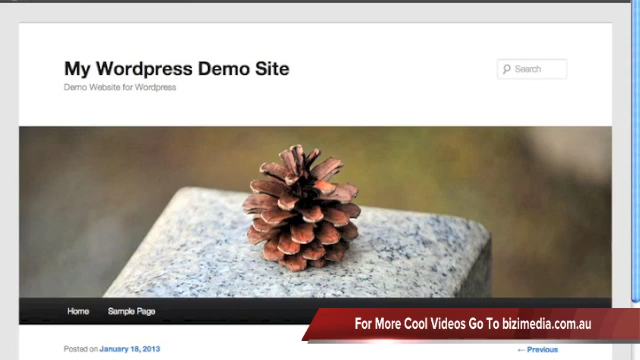 My Wordpress Demo Site
Search
Demo Website for Wordpress
Home Sample Page
For More Cool Videos Go To bizimedia.com.au
Posted on January 18, 2013
← Previous